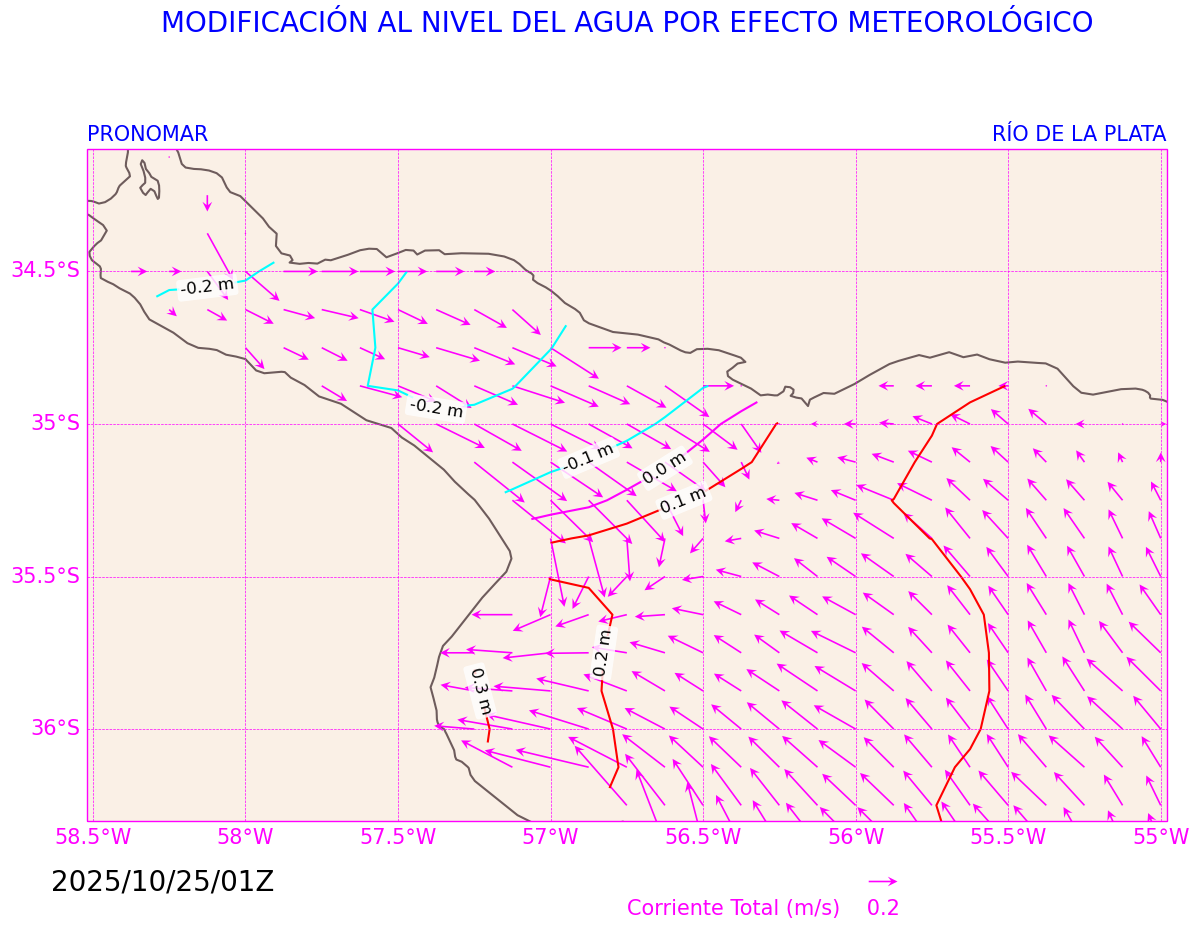 MODIFICACIÓN AL NIVEL DEL AGUA POR EFECTO METEOROLÓGICO
PRONOMAR
RÍO DE LA PLATA
34.5°S
-0.2 m
-0.2 m
35°S
-0.1 m
0.0 m
0.1 m
35.5°S
0.2 m
0.3 m
36°S
58.5°W
58°W
57.5°W
57°W
56.5°W
56°W
55.5°W
55°W
2025/10/25/01Z
Corriente Total (m/s)
0.2